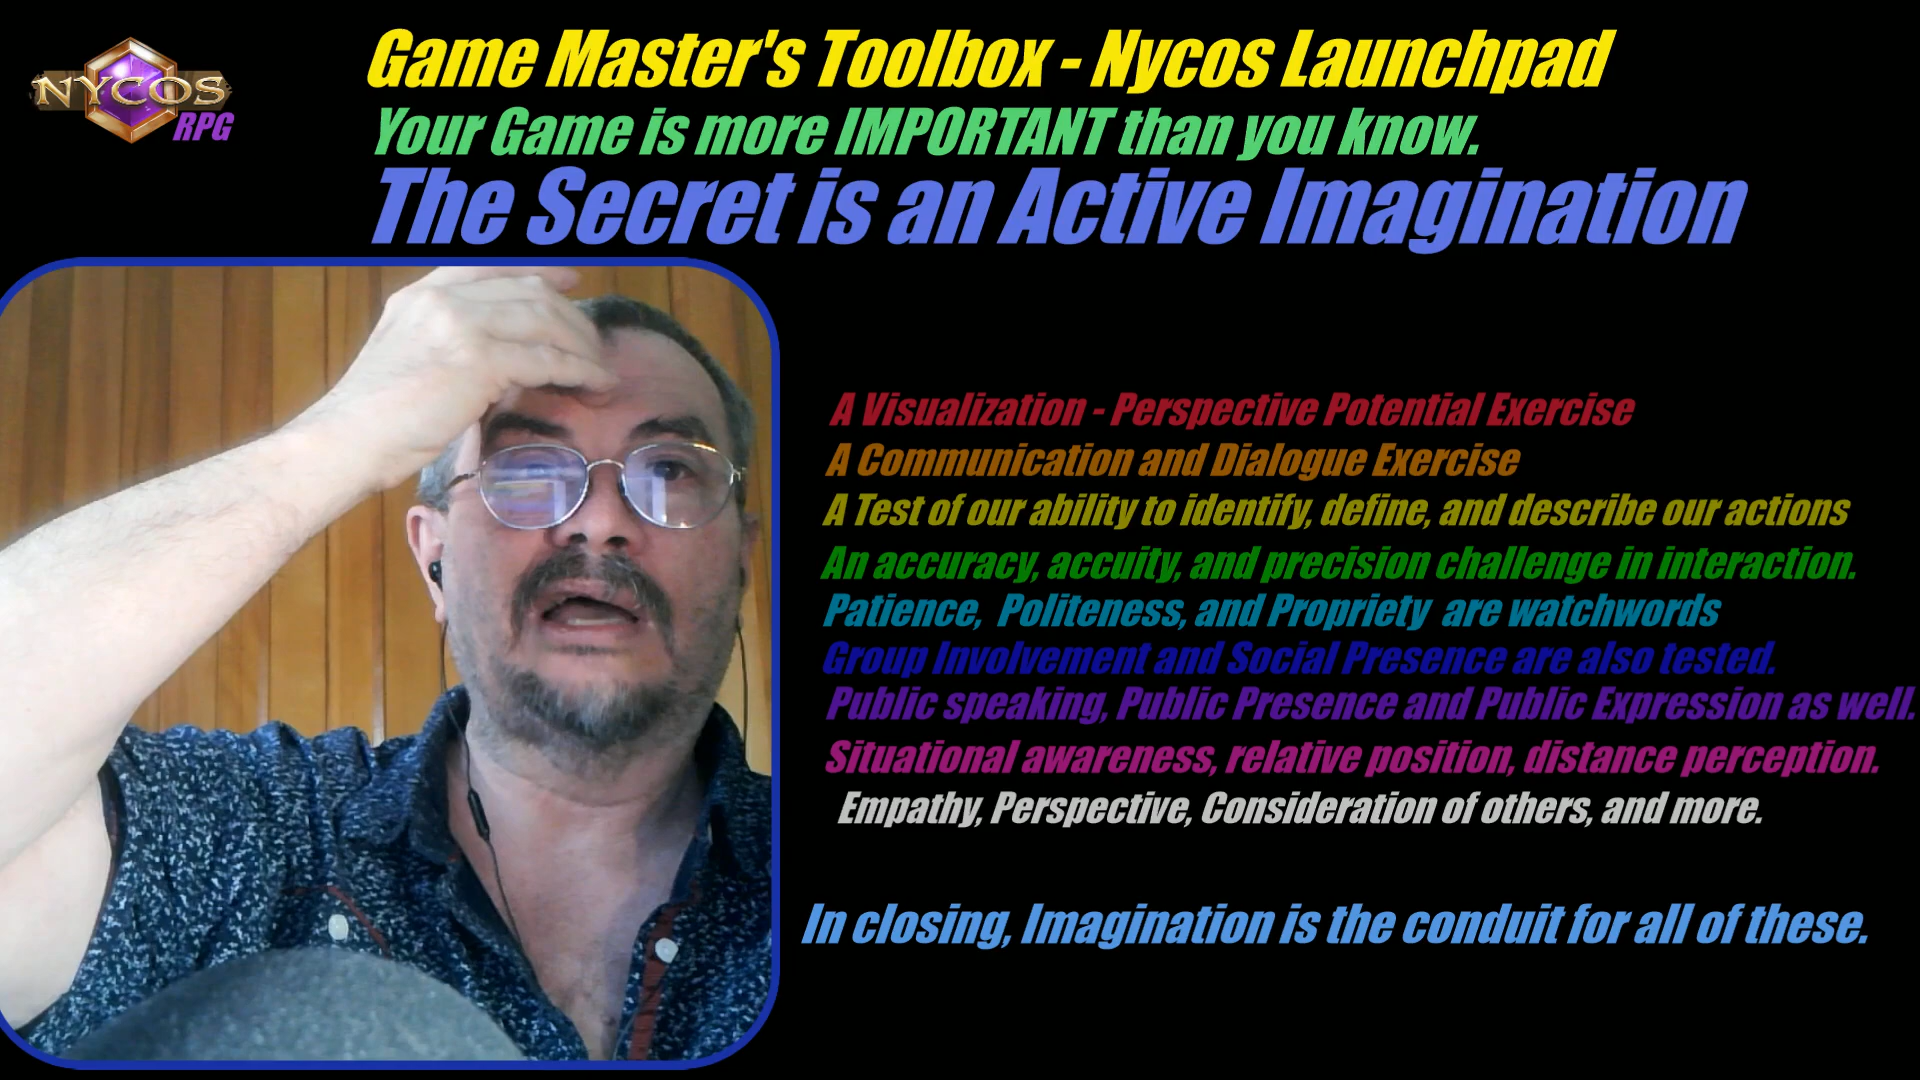 NYCOS
RPG
Game Master's Toolbox - Nycos Launchpad
Your Game is more IMPORTANT than you know.
The Secret is an Active Imagination
A Visualization - Perspective Potential Exercise
A Communication and Dialogue Exercise
A Test of our ability to identify, define, and describe our actions
An accuracy, accuity, and precision challenge in interaction.
Patience, Politeness, and Propriety are watchwords
Group Involvement and Social Presence are also tested.
Public speaking, Public Presence and Public Expression as well.
Situational awareness, relative position, distance perception.
Empathy, Perspective, Consideration of others, and more.
In closing, Imagination is the conduit for all of these.